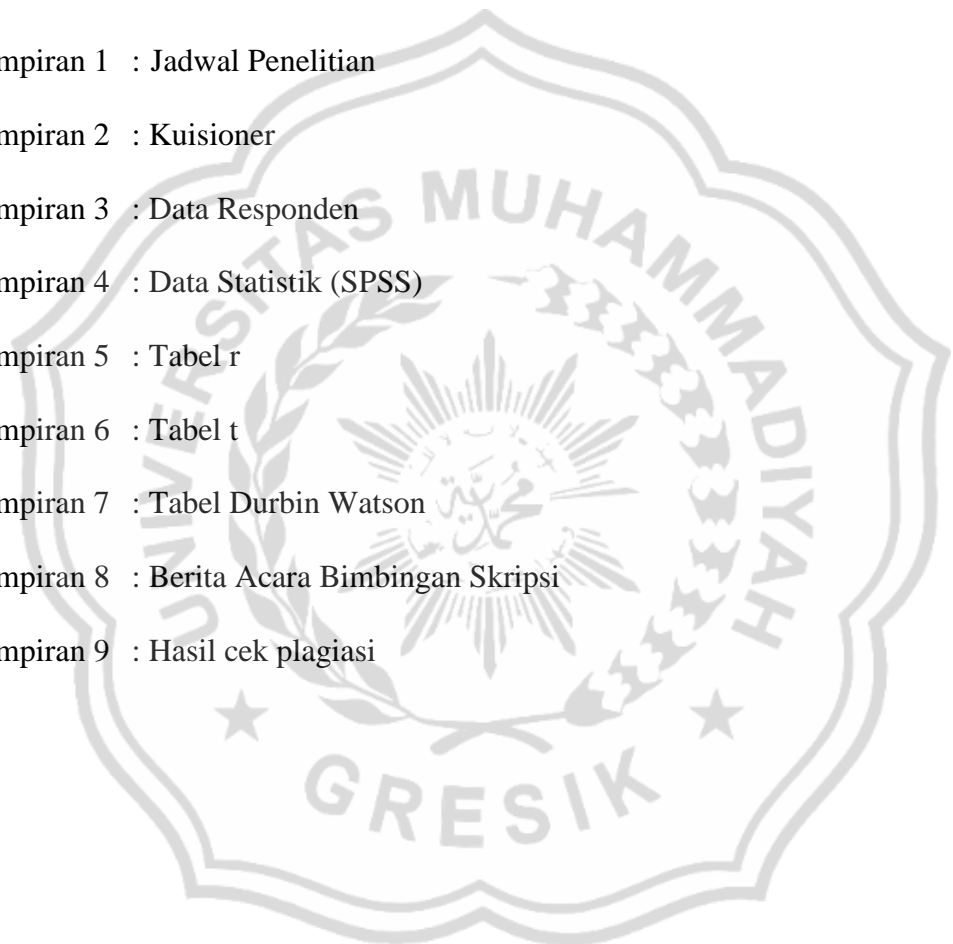 mpiran 1 : Jadwal Penelitian
mpiran 2 : Kuisioner
mpiran 3 : Data Responden
mpiran 4 : Data Statistik (SPSS)
mpiran 5 : Tabel r
mpiran 6 : Tabel t
mpiran 7 : Tabel Durbin Watson
mpiran 8 : Berita Acara Bimbingan Skripsi
mpiran 9 : Hasil cek plagiasi
UNIVERSITAS MUHAMMADIYAH
GRESIK